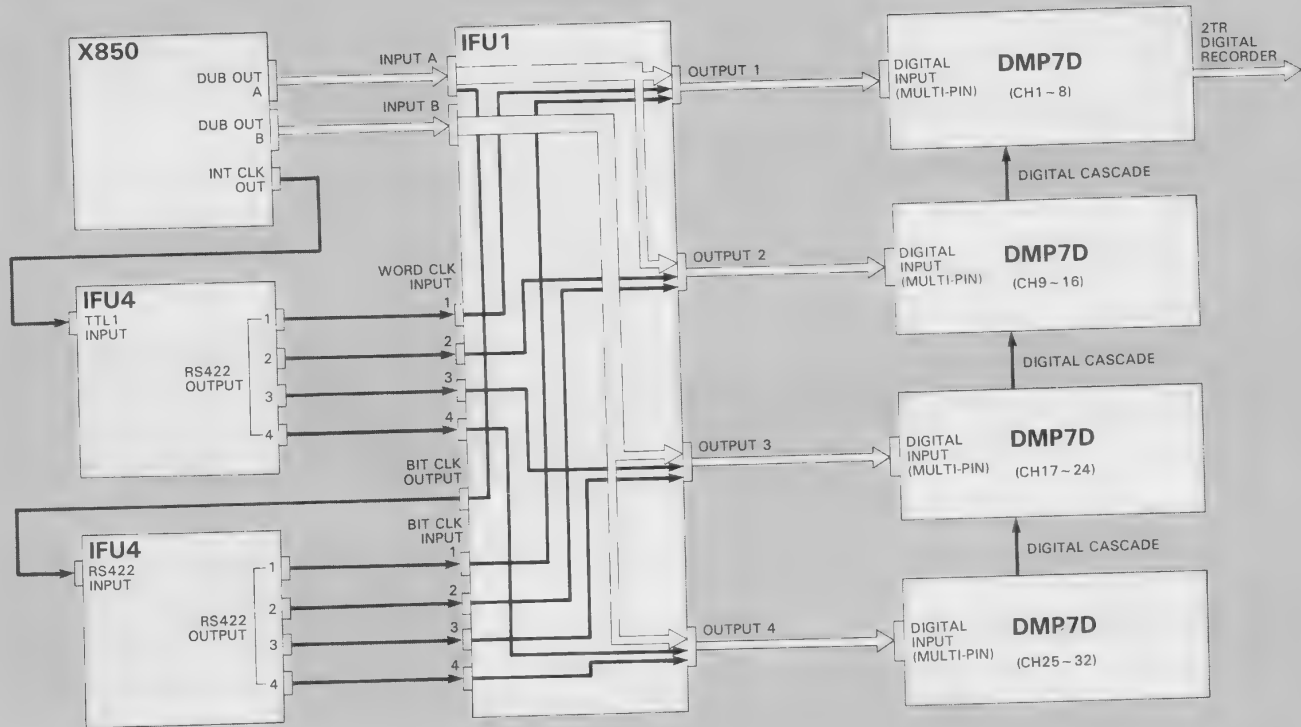 X850
DUB OUT
A
DUB OUT
B
INT CLK
OUT
IFU4
TTL1
INPUT
RS422
OUTPUT
1
2
3
4
IFU4
RS422
INPUT
RS422
OUTPUT
1
2
3
4
INPUT A
INPUT B
WORD CLK
INPUT
1
2
3
4
BIT CLK
OUTPUT
BIT CLK
INPUT
1
2
3
4
IFU1
OUTPUT 1
OUTPUT 2
OUTPUT 3
OUTPUT 4
DIGITAL
INPUT
(MULTI-PIN)
DMP7D
(CH1~8)
2TR
DIGITAL
RECORDER
DIGITAL CASCADE
DIGITAL
INPUT
(MULTI-PIN)
DMP7D
(CH9~16)
DIGITAL CASCADE
DIGITAL
INPUT
(MULTI-PIN)
DMP7D
(CH17~24)
DIGITAL CASCADE
DIGITAL
INPUT
(MULTI-PIN)
DMP7D
(CH25~32)